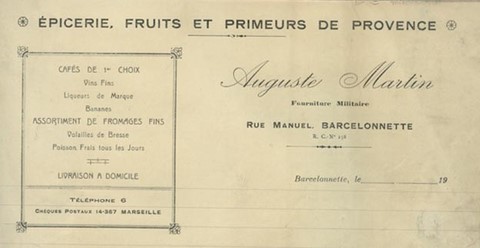 ÉPICERIE, FRUITS ET PRIMEURS DE PROVENCE
CAFÉS DE 1er CHOIX
Vins Fins
Liqueurs de Marque
Bananes
ASSORTIMENT DE FROMAGES FINS
Volailles de Bresse
Poisson Frais tous les Jours
LIVRAISON A DOMICILE
TÉLÉPHONE 6
CHÈQUES POSTAUX 14-357 MARSEILLE
Auguste Martin
Fourniture Militaire
RUE MANUEL. BARCELONNETTE
R. C. No
Barcelonnette, le 19